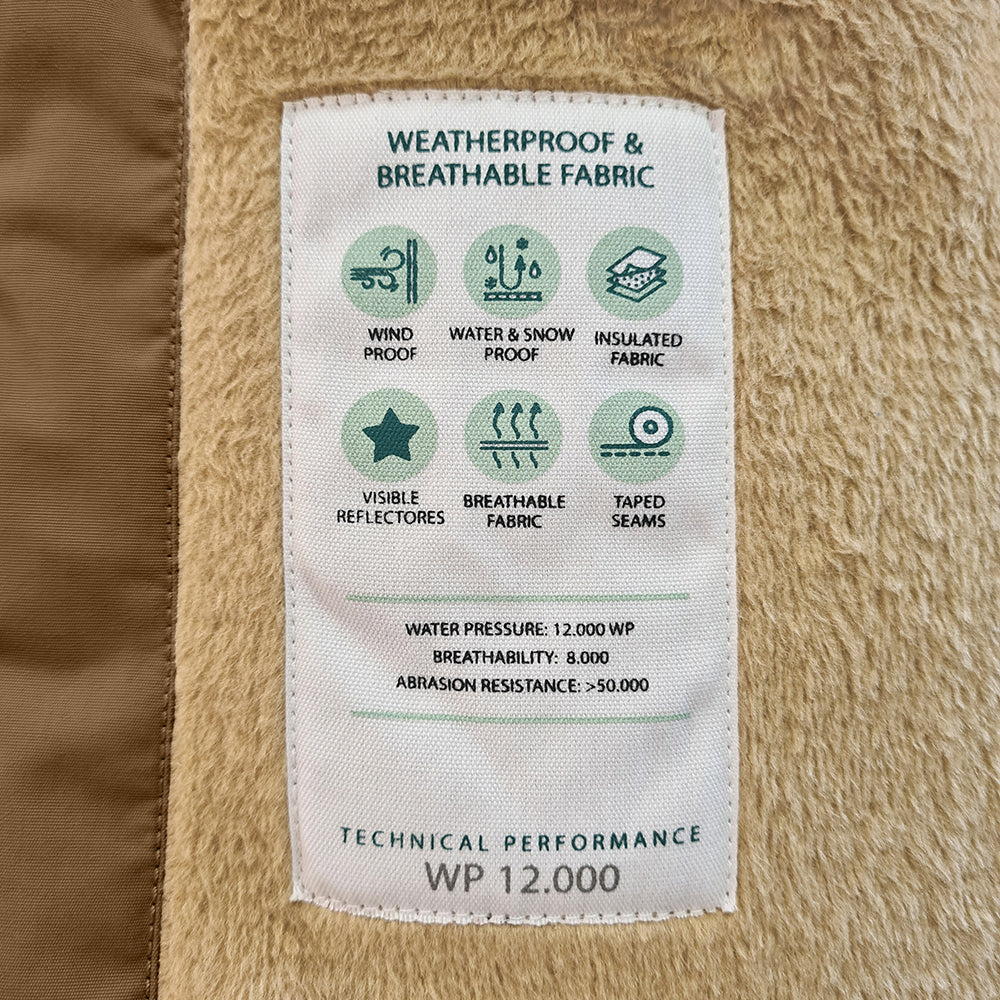 WEATHERPROOF &
BREATHABLE FABRIC
WIND
PROOF
WATER & SNOW
PROOF
INSULATED
FABRIC
VISIBLE
REFLECTORES
BREATHABLE
FABRIC
TAPED
SEAMS
WATER PRESSURE: 12.000 WP
BREATHABILITY: 8.000
ABRASION RESISTANCE: >50.000
TECHNICAL PERFORMANCE
WP 12.000